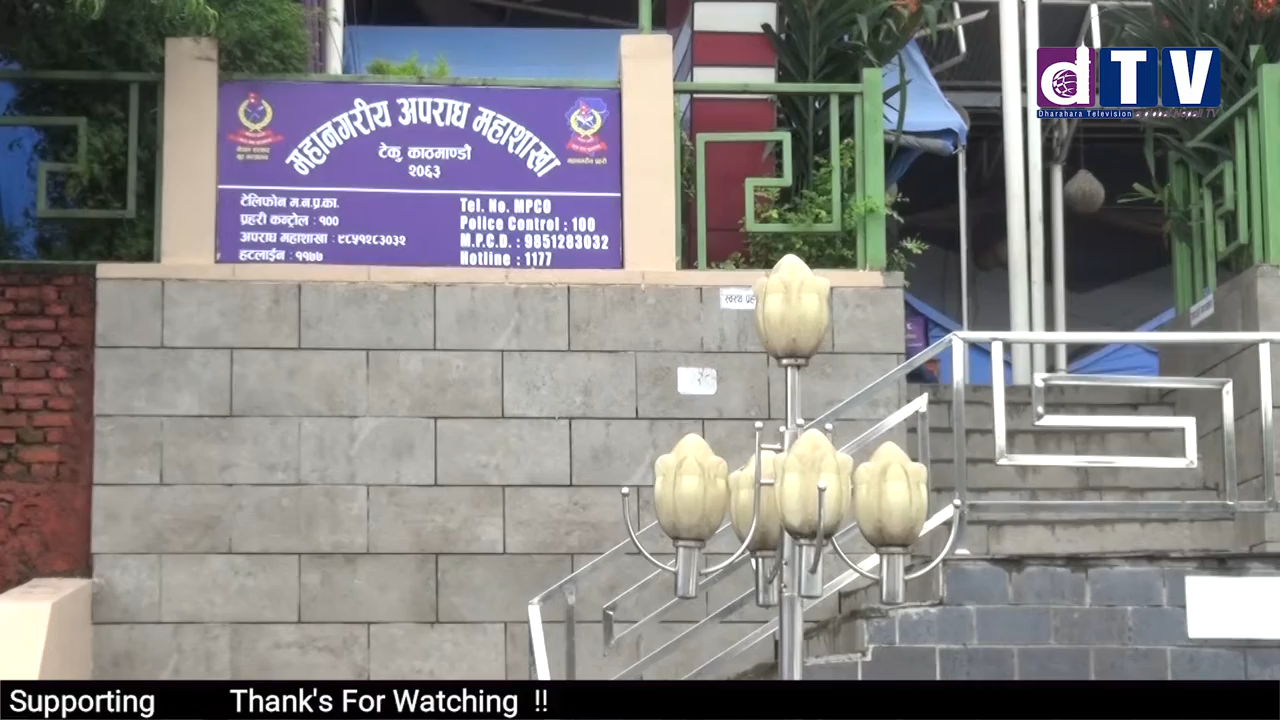 महानगरीय अपराध महाशाखा
टेकु, काठमाण्डौ
२०६३
टेलिफोन म.न.प्र.का.
प्रहरी कन्ट्रोल : १००
अपराध महाशाखा : ९८५१२८३०३२
हटलाईन : ११७७
Tel. No. MPCO
Police Control : 100
M.P.C.D. : 9851283032
Hotline : 1177
dTV
Dharahara Television
स्वस्थ
Supporting Thank's For Watching !!